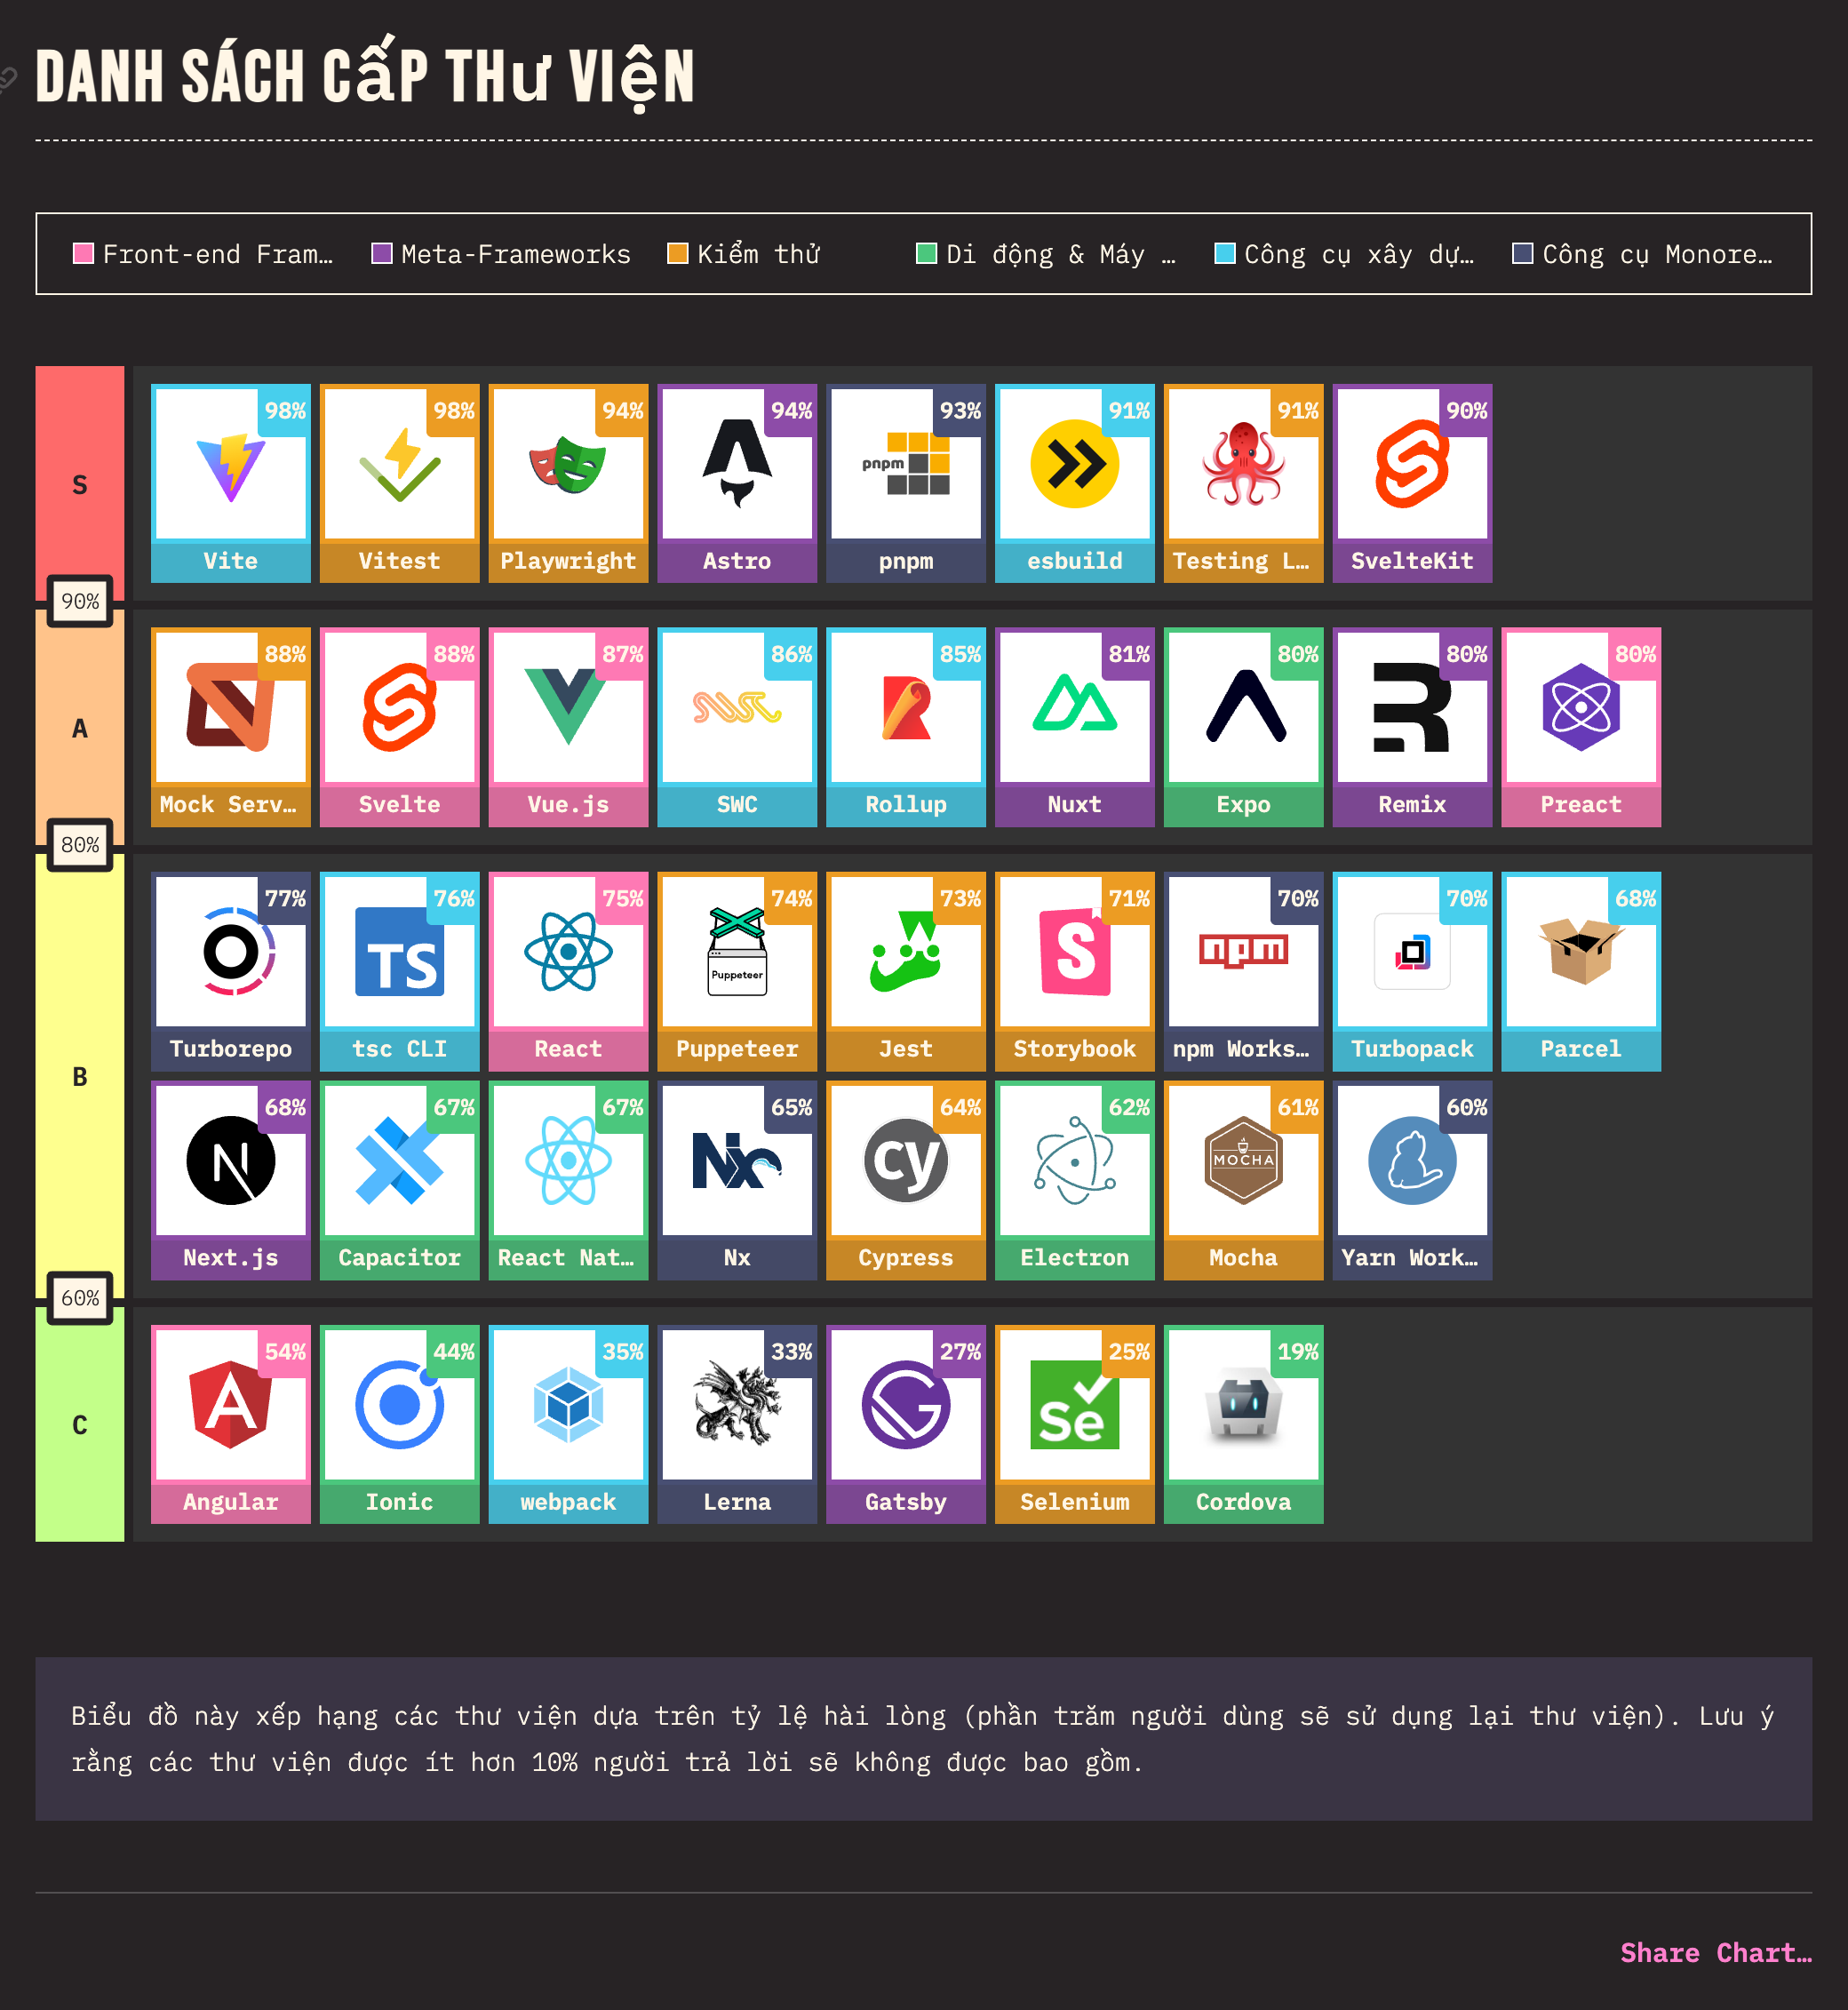 DANH SÁCH CẤP THư VIỆN
Front-end Fram… Meta-Frameworks Kiểm thử Di động & Máy … Công cụ xây dự… Công cụ Monore…
S
98% 98% 94% 94% 93% 91% 91% 90%
pnpm
Vite Vitest Playwright Astro pnpm esbuild Testing L… SvelteKit
90%
A
88% 88% 87% 86% 85% 81% 80% 80% 80%
Mock Serv… Svelte Vue.js SWC Rollup Nuxt Expo Remix Preact
80%
B
77% 76% 75% 74% 73% 71% 70% 70% 68%
TS Puppeteer S npm
Turborepo tsc CLI React Puppeteer Jest Storybook npm Works… Turbopack Parcel
68% 67% 67% 65% 64% 62% 61% 60%
N Nx cy MOCHA
Next.js Capacitor React Nat… Nx Cypress Electron Mocha Yarn Work…
60%
C
54% 44% 35% 33% 27% 25% 19%
A G Se
Angular Ionic webpack Lerna Gatsby Selenium Cordova
Biểu đồ này xếp hạng các thư viện dựa trên tỷ lệ hài lòng (phần trăm người dùng sẽ sử dụng lại thư viện). Lưu ý
rằng các thư viện được ít hơn 10% người trả lời sẽ không được bao gồm.
Share Chart…